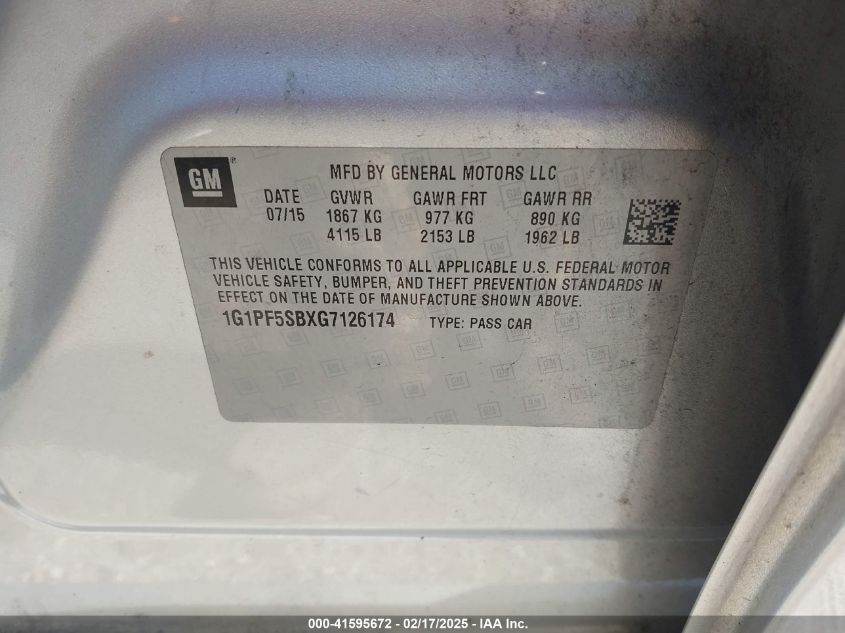 GM ®
MFD BY GENERAL MOTORS LLC
DATE GVWR GAWR FRT GAWR RR
07/15 1867 KG 977 KG 890 KG
4115 LB 2153 LB 1962 LB
THIS VEHICLE CONFORMS TO ALL APPLICABLE U.S. FEDERAL MOTOR
VEHICLE SAFETY, BUMPER, AND THEFT PREVENTION STANDARDS IN
EFFECT ON THE DATE OF MANUFACTURE SHOWN ABOVE.
1G1PF5SBXG7126174 TYPE: PASS CAR
000-41595672 - 02/17/2025 - IAA Inc.